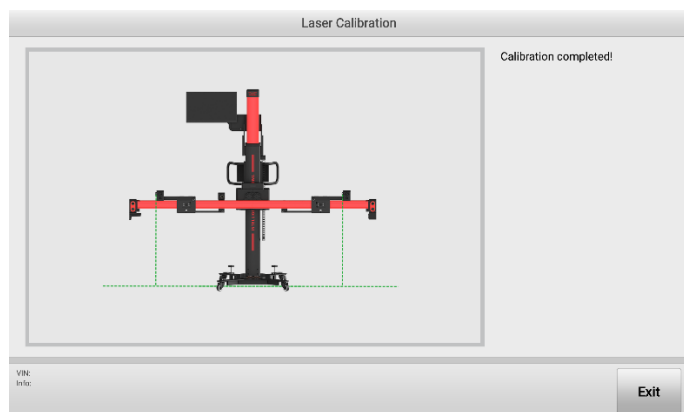 Laser Calibration
Calibration completed!
VIN:
Info:
Exit